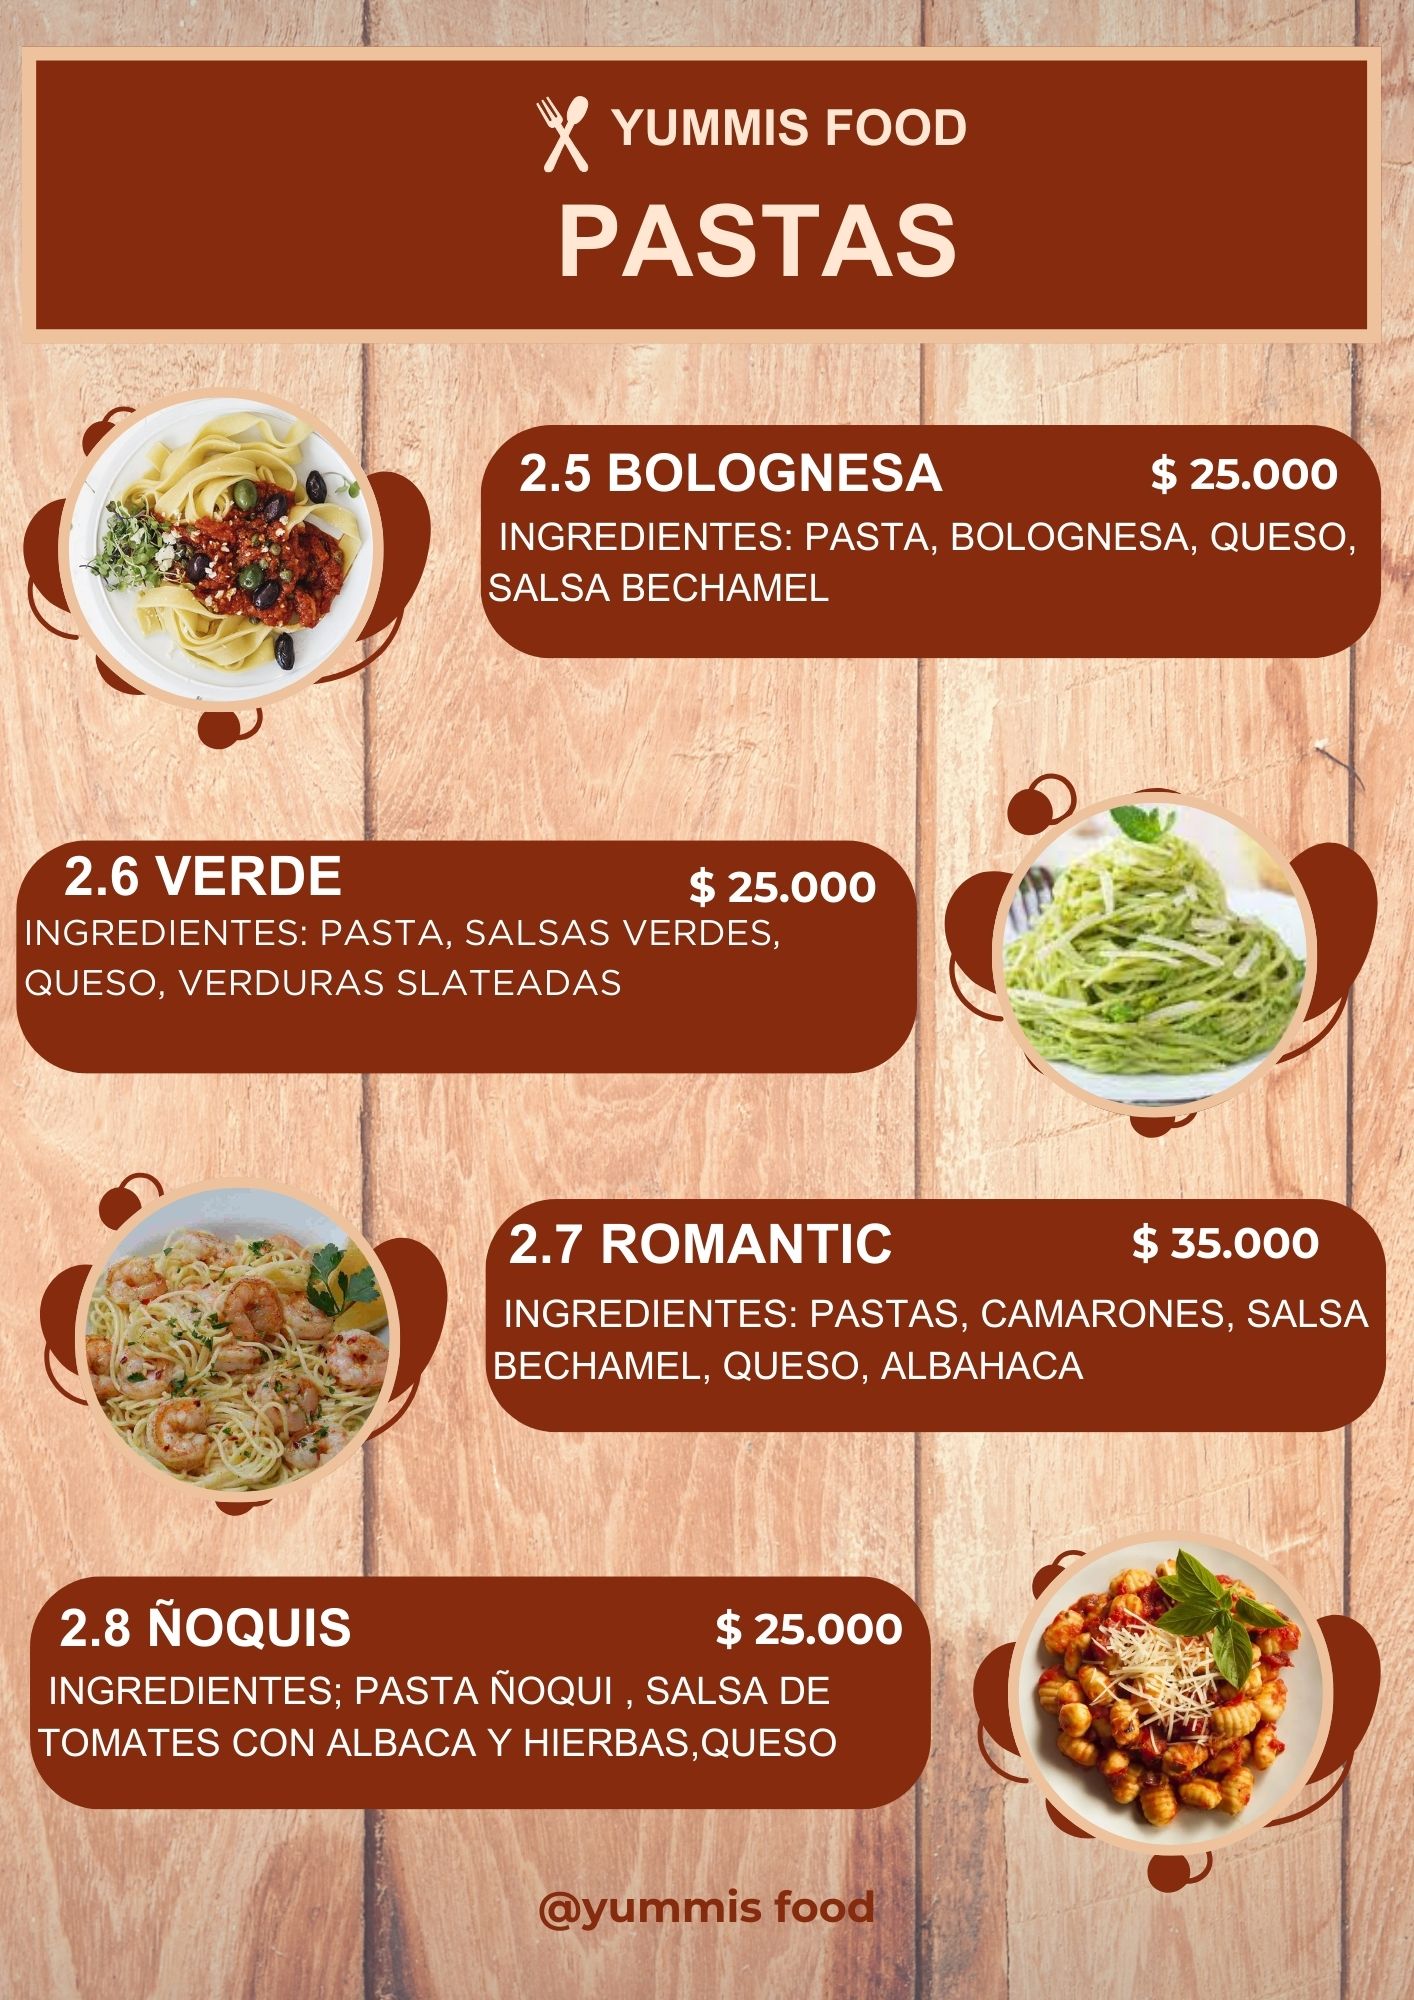 YUMMIS FOOD
PASTAS
2.5 BOLOGNESA
$ 25.000
INGREDIENTES: PASTA, BOLOGNESA, QUESO,
SALSA BECHAMEL
2.6 VERDE
$ 25.000
INGREDIENTES: PASTA, SALSAS VERDES,
QUESO, VERDURAS SLATEADAS
2.7 ROMANTIC
$ 35.000
INGREDIENTES: PASTAS, CAMARONES, SALSA
BECHAMEL, QUESO, ALBAHACA
2.8 ÑOQUIS
$ 25.000
INGREDIENTES; PASTA ÑOQUI , SALSA DE
TOMATES CON ALBACA Y HIERBAS,QUESO
@yummis food